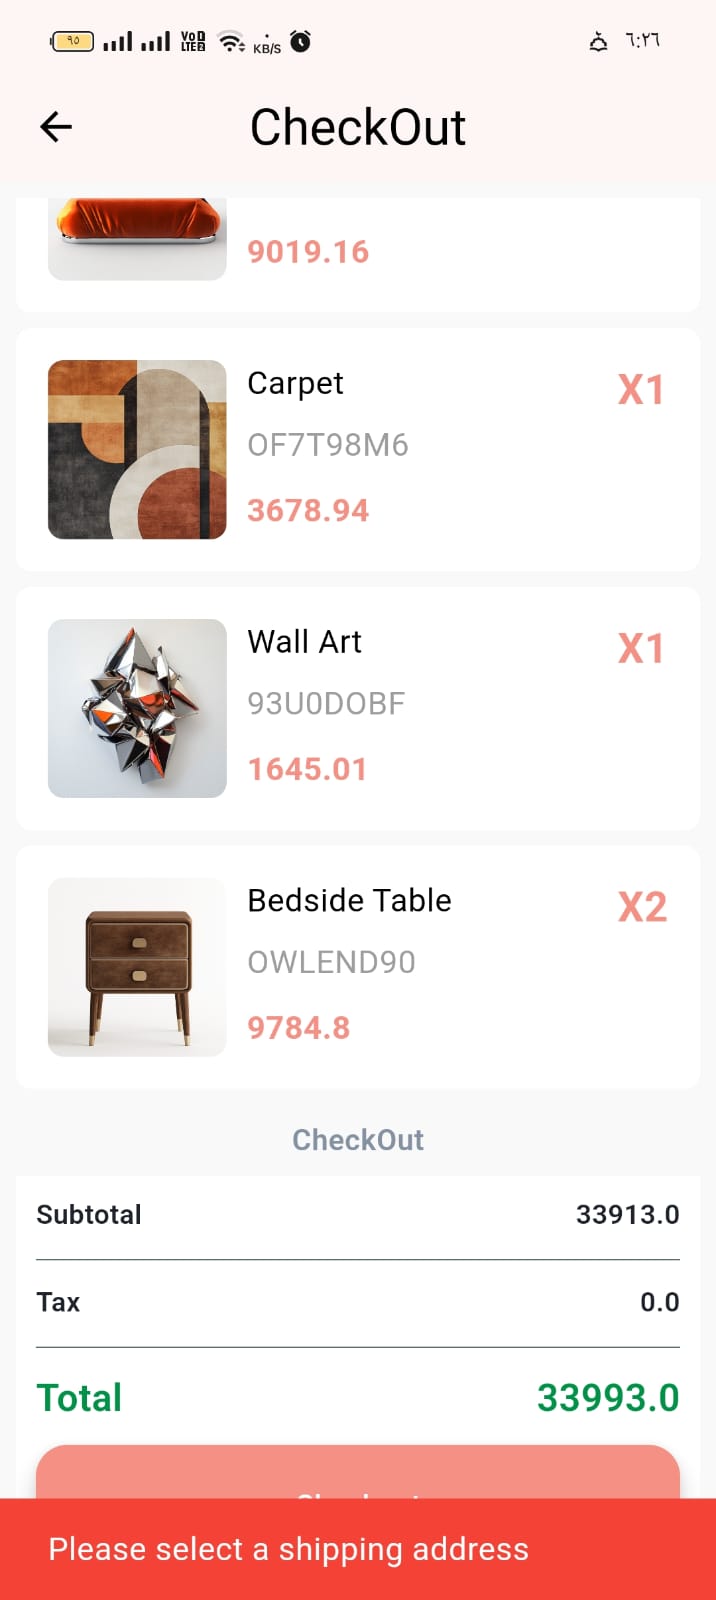 ٩٥ Vo LTE KB/S ٦:٢٦
CheckOut
9019.16
Carpet X1
OF7T98M6
3678.94
Wall Art X1
93U0DOBF
1645.01
Bedside Table X2
OWLEND90
9784.8
CheckOut
Subtotal 33913.0
Tax 0.0
Total 33993.0
Please select a shipping address